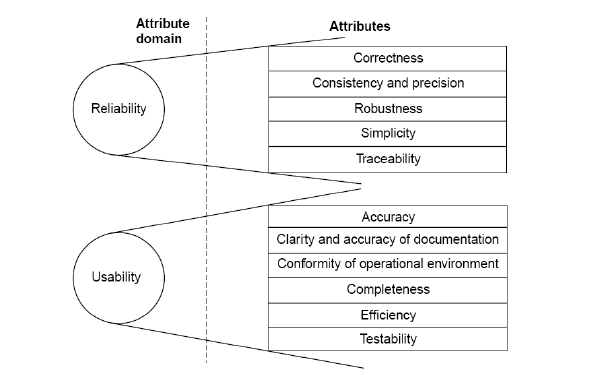 Attribute
domain
Attributes
Reliability
Correctness
Consistency and precision
Robustness
Simplicity
Traceability
Usability
Accuracy
Clarity and accuracy of documentation
Conformity of operational environment
Completeness
Efficiency
Testability